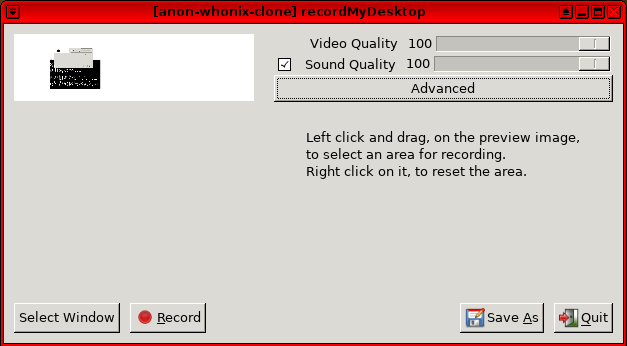 [anon-whonix-clone] recordMyDesktop
Video Quality 100
Sound Quality 100
Advanced
Left click and drag, on the preview image,
to select an area for recording.
Right click on it, to reset the area.
Select Window Record Save As Quit